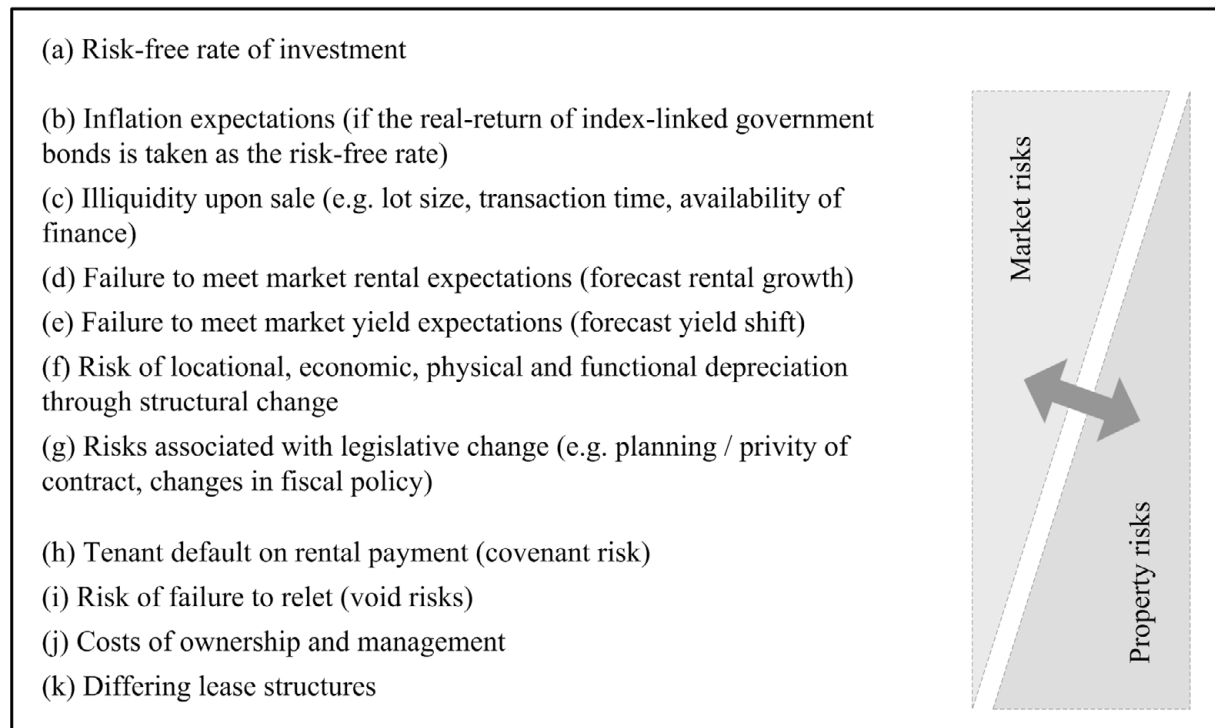 (a) Risk-free rate of investment
(b) Inflation expectations (if the real-return of index-linked government
bonds is taken as the risk-free rate)
(c) Illiquidity upon sale (e.g. lot size, transaction time, availability of
finance)
(d) Failure to meet market rental expectations (forecast rental growth)
(e) Failure to meet market yield expectations (forecast yield shift)
(f) Risk of locational, economic, physical and functional depreciation
through structural change
(g) Risks associated with legislative change (e.g. planning / privity of
contract, changes in fiscal policy)
(h) Tenant default on rental payment (covenant risk)
(i) Risk of failure to relet (void risks)
(j) Costs of ownership and management
(k) Differing lease structures
Market risks
Property risks